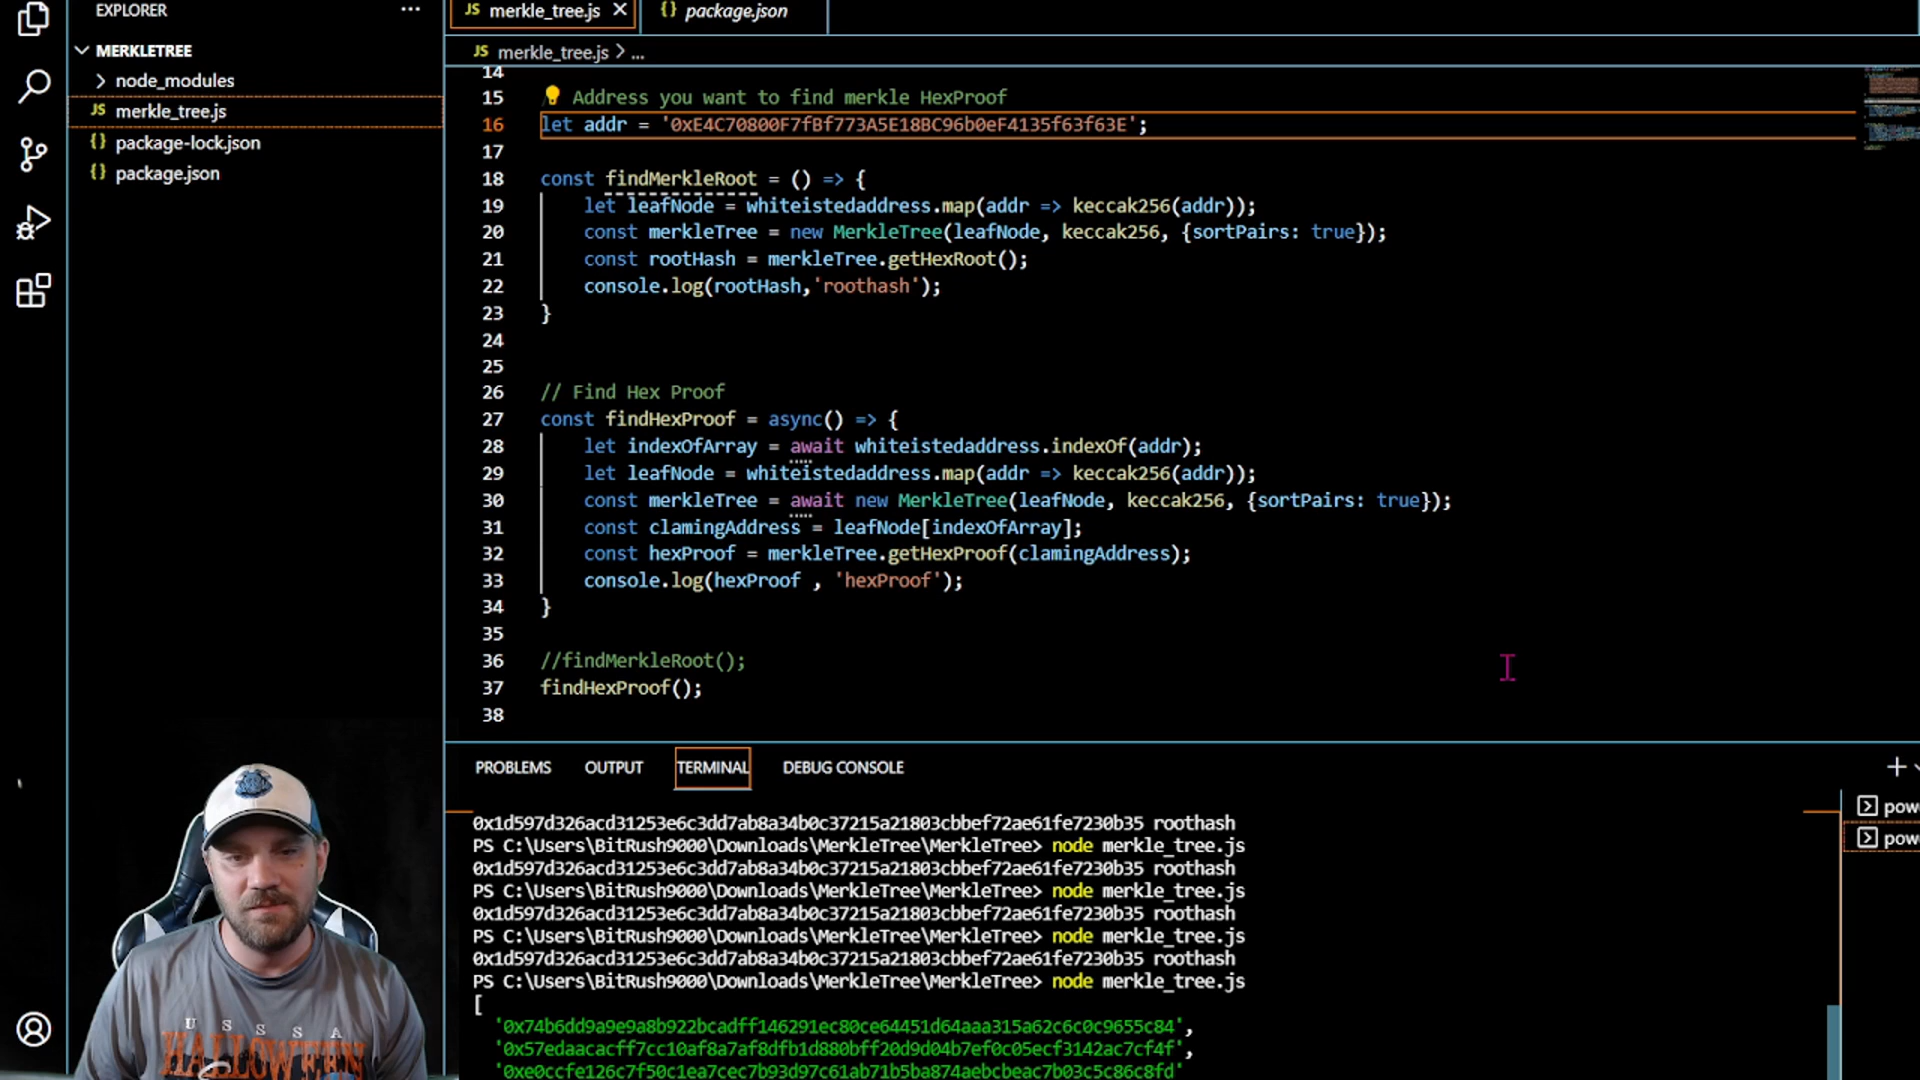 EXPLORER
MERKLETREE
node_modules
JS merkle_tree.js
{} package-lock.json
{} package.json
JS merkle_tree.js
{} package.json
JS merkle_tree.js > ...
14
15 Address you want to find merkle HexProof
16 let addr = '0xE4C70800F7fBf773A5E18BC96b0eF4135f63f63E';
17
18 const findMerkleRoot = () => {
19 let leafNode = whiteistedaddress.map(addr => keccak256(addr));
20 const merkleTree = new MerkleTree(leafNode, keccak256, {sortPairs: true});
21 const rootHash = merkleTree.getHexRoot();
22 console.log(rootHash,'roothash');
23 }
24
25
26 // Find Hex Proof
27 const findHexProof = async() => {
28 let indexOfArray = await whiteistedaddress.indexOf(addr);
29 let leafNode = whiteistedaddress.map(addr => keccak256(addr));
30 const merkleTree = await new MerkleTree(leafNode, keccak256, {sortPairs: true});
31 const clamingAddress = leafNode[indexOfArray];
32 const hexProof = merkleTree.getHexProof(clamingAddress);
33 console.log(hexProof , 'hexProof');
34 }
35
36 //findMerkleRoot();
37 findHexProof();
38
PROBLEMS OUTPUT TERMINAL DEBUG CONSOLE
0x1d597d326acd31253e6c3dd7ab8a34b0c37215a21803cbbef72ae61fe7230b35 roothash
PS C:\Users\BitRush9000\Downloads\MerkleTree\MerkleTree> node merkle_tree.js
0x1d597d326acd31253e6c3dd7ab8a34b0c37215a21803cbbef72ae61fe7230b35 roothash
PS C:\Users\BitRush9000\Downloads\MerkleTree\MerkleTree> node merkle_tree.js
0x1d597d326acd31253e6c3dd7ab8a34b0c37215a21803cbbef72ae61fe7230b35 roothash
PS C:\Users\BitRush9000\Downloads\MerkleTree\MerkleTree> node merkle_tree.js
0x1d597d326acd31253e6c3dd7ab8a34b0c37215a21803cbbef72ae61fe7230b35 roothash
PS C:\Users\BitRush9000\Downloads\MerkleTree\MerkleTree> node merkle_tree.js
[
'0x74b6dd9a9e9a8b922bcadff146291ec80ce64451d64aaa315a62c6c0c9655c84',
'0x57edaacacff7cc10af8a7af8dfb1d880bff20d9d04b7ef0c05ecf3142ac7cf4f',
'0xe0ccfe126c7f50c1ea7cec7b93d97c61ab71b5ba874aebcbeac7b03c5c86c8fd'
pow
pow
U S S S A
HALLOWEEN